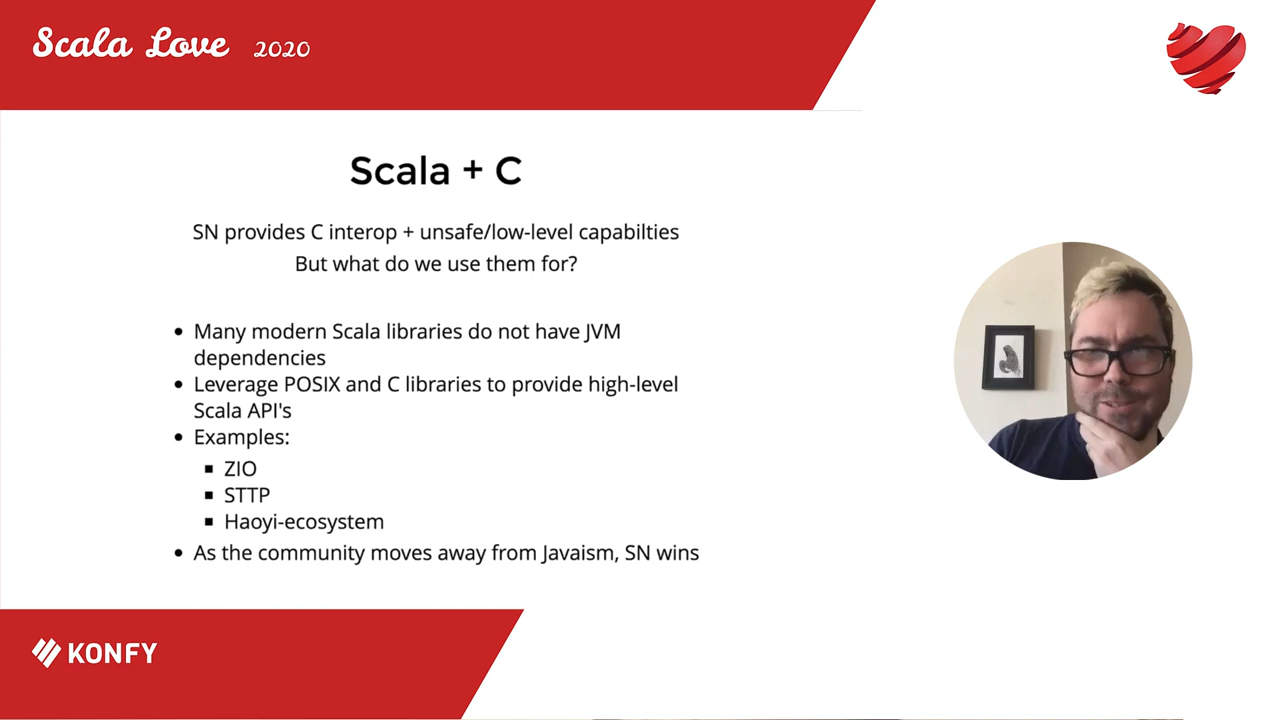 Scala Love 2020
Scala + C
SN provides C interop + unsafe/low-level capabilties
But what do we use them for?
• Many modern Scala libraries do not have JVM
dependencies
• Leverage POSIX and C libraries to provide high-level
Scala API's
• Examples:
▪ ZIO
▪ STTP
▪ Haoyi-ecosystem
• As the community moves away from Javaism, SN wins
KONFY